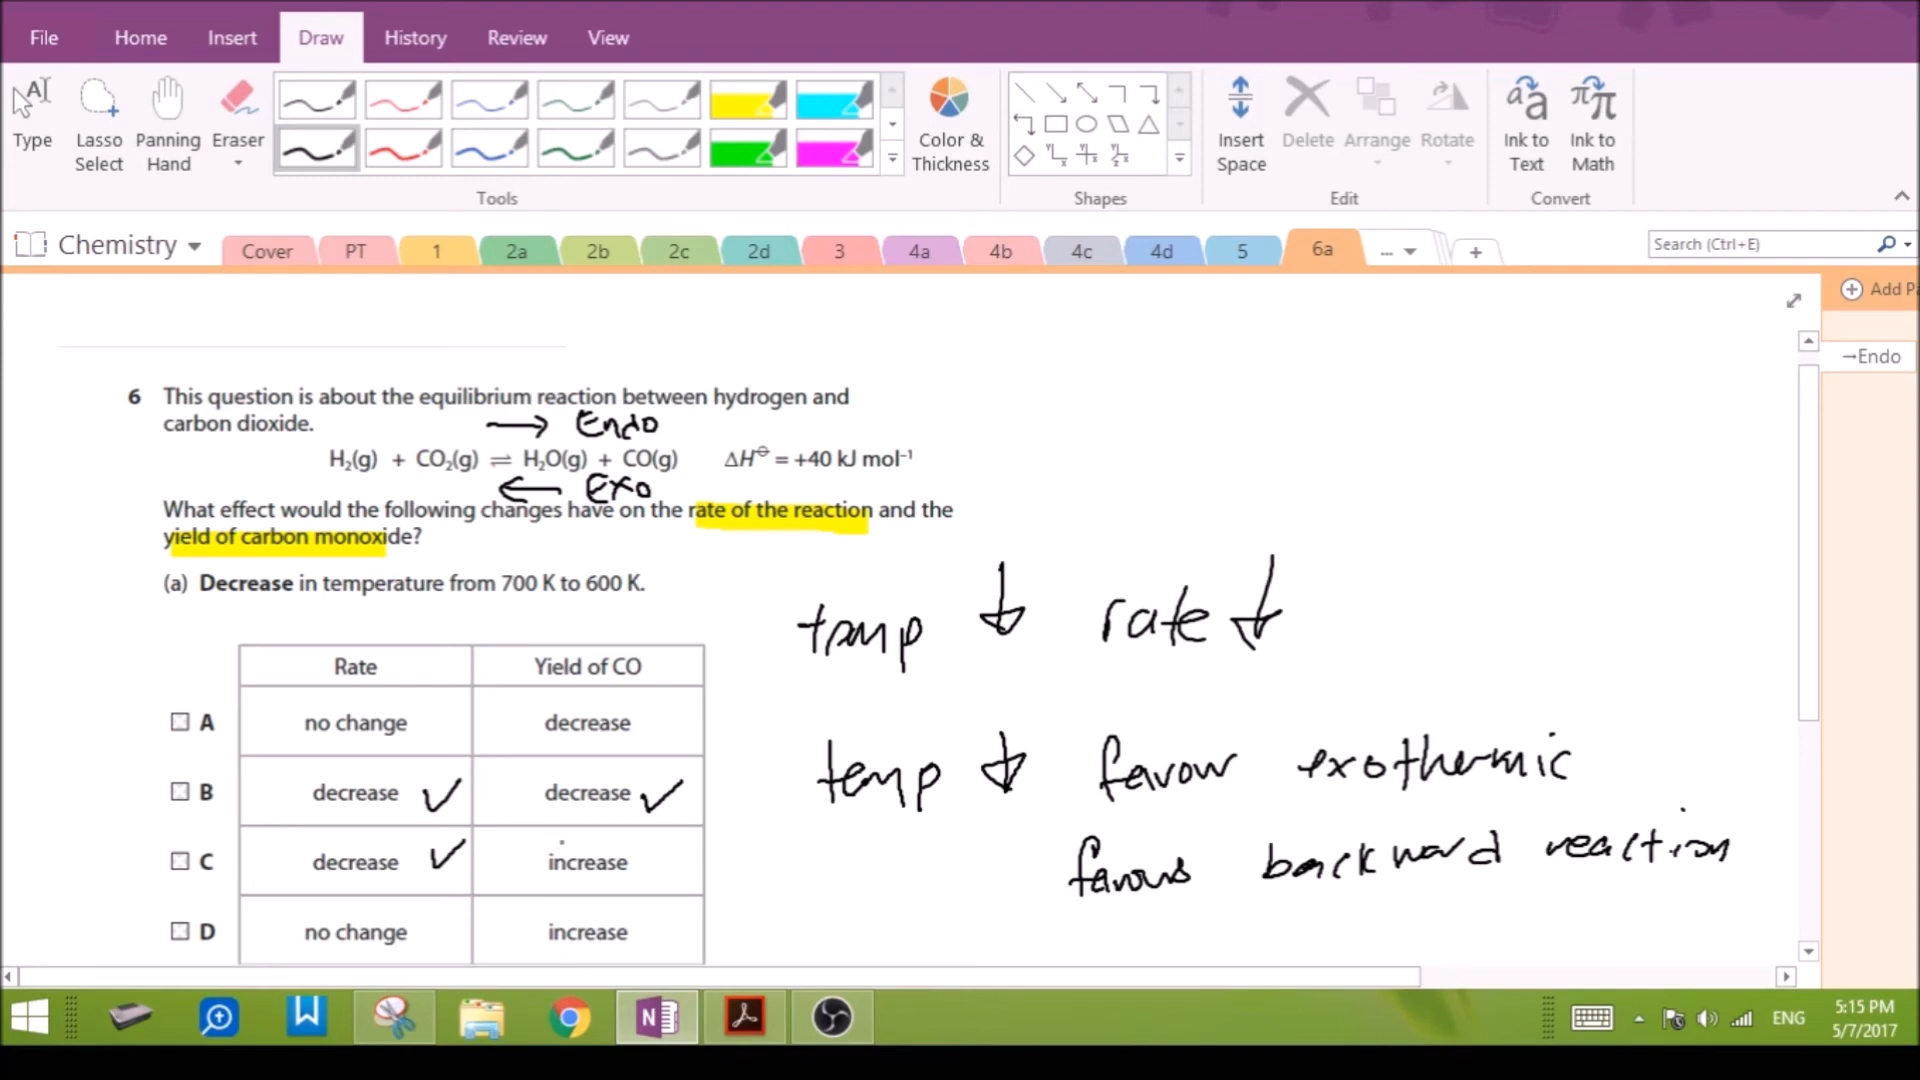 File Home Insert Draw History Review View
Type
Lasso Select
Panning Hand
Eraser
Color & Thickness
Insert Space
Delete
Arrange
Rotate
Ink to Text
Ink to Math
Tools Shapes Edit Convert
Chemistry Cover PT 1 2a 2b 2c 2d 3 4a 4b 4c 4d 5 6a ... + Search (Ctrl+E)
Add Pa
→Endo
6 This question is about the equilibrium reaction between hydrogen and
carbon dioxide.
→ Endo
H₂(g) + CO₂(g) ⇌ H₂O(g) + CO(g) ΔH⦵ = +40 kJ mol⁻¹
← Exo
What effect would the following changes have on the rate of the reaction and the
yield of carbon monoxide?
(a) Decrease in temperature from 700 K to 600 K.
temp ↓ rate ↓
Rate Yield of CO
A no change decrease
B decrease ✓ decrease ✓
C decrease ✓ increase
D no change increase
temp ↓ favour exothermic
favours backward reaction
ENG
5:15 PM
5/7/2017